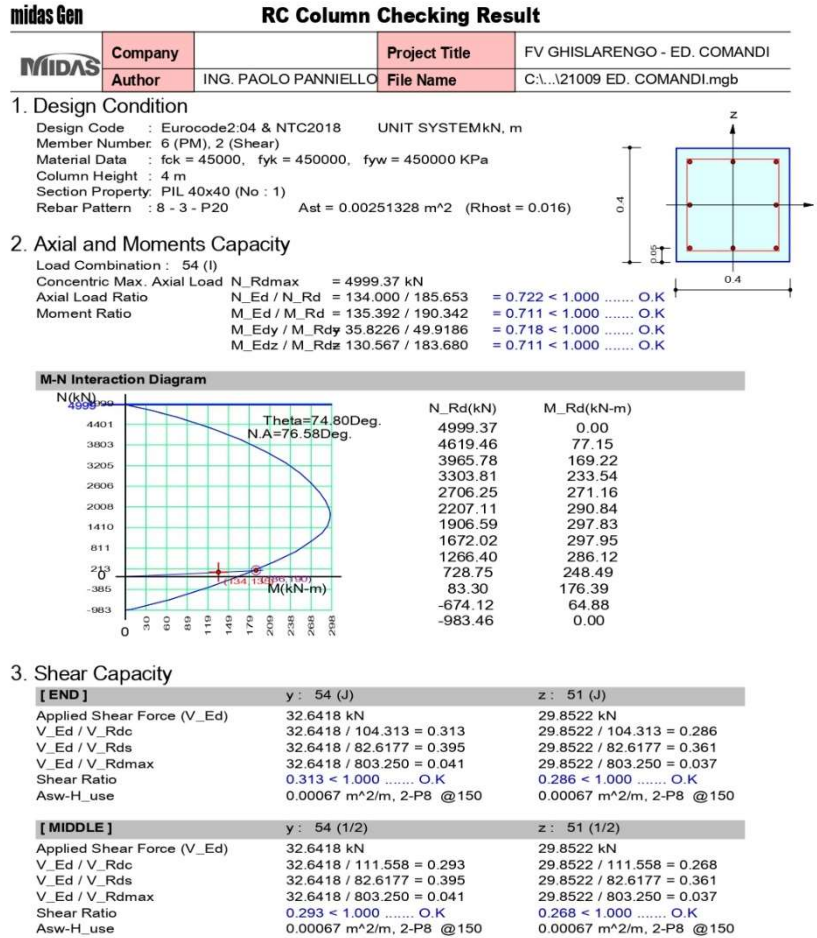 midas Gen RC Column Checking Result
MIDAS
Company Project Title FV GHISLARENGO - ED. COMANDI
Author ING. PAOLO PANNIELLO File Name C:\...\21009 ED. COMANDI.mgb
1. Design Condition
Design Code : Eurocode2:04 & NTC2018 UNIT SYSTEMkN, m
Member Number: 6 (PM), 2 (Shear)
Material Data : fck = 45000, fyk = 450000, fyw = 450000 KPa
Column Height : 4 m
Section Property: PIL 40x40 (No : 1)
Rebar Pattern : 8 - 3 - P20 Ast = 0.00251328 m^2 (Rhost = 0.016)
z
0.4
0.05
0.4
2. Axial and Moments Capacity
Load Combination : 54 (I)
Concentric Max. Axial Load N_Rdmax = 4999.37 kN
Axial Load Ratio N_Ed / N_Rd = 134.000 / 185.653 = 0.722 < 1.000 ....... O.K
Moment Ratio M_Ed / M_Rd = 135.392 / 190.342 = 0.711 < 1.000 ....... O.K
M_Edy / M_Rdy 35.8226 / 49.9186 = 0.718 < 1.000 ....... O.K
M_Edz / M_Rdz 130.567 / 183.680 = 0.711 < 1.000 ....... O.K
M-N Interaction Diagram
N(kN)
4999
4401
3803
3205
2606
2008
1410
811
213
0
-385
-983
Theta=74.80Deg.
N.A=76.58Deg.
M(kN-m)
0 30 60 89 119 149 179 209 238 268 298
N_Rd(kN) M_Rd(kN-m)
4999.37 0.00
4619.46 77.15
3965.78 169.22
3303.81 233.54
2706.25 271.16
2207.11 290.84
1906.59 297.83
1672.02 297.95
1266.40 286.12
728.75 248.49
83.30 176.39
-674.12 64.88
-983.46 0.00
3. Shear Capacity
[ END ] y : 54 (J) z : 51 (J)
Applied Shear Force (V_Ed) 32.6418 kN 29.8522 kN
V_Ed / V_Rdc 32.6418 / 104.313 = 0.313 29.8522 / 104.313 = 0.286
V_Ed / V_Rds 32.6418 / 82.6177 = 0.395 29.8522 / 82.6177 = 0.361
V_Ed / V_Rdmax 32.6418 / 803.250 = 0.041 29.8522 / 803.250 = 0.037
Shear Ratio 0.313 < 1.000 ....... O.K 0.286 < 1.000 ....... O.K
Asw-H_use 0.00067 m^2/m, 2-P8 @150 0.00067 m^2/m, 2-P8 @150
[ MIDDLE ] y : 54 (1/2) z : 51 (1/2)
Applied Shear Force (V_Ed) 32.6418 kN 29.8522 kN
V_Ed / V_Rdc 32.6418 / 111.558 = 0.293 29.8522 / 111.558 = 0.268
V_Ed / V_Rds 32.6418 / 82.6177 = 0.395 29.8522 / 82.6177 = 0.361
V_Ed / V_Rdmax 32.6418 / 803.250 = 0.041 29.8522 / 803.250 = 0.037
Shear Ratio 0.293 < 1.000 ....... O.K 0.268 < 1.000 ....... O.K
Asw-H_use 0.00067 m^2/m, 2-P8 @150 0.00067 m^2/m, 2-P8 @150